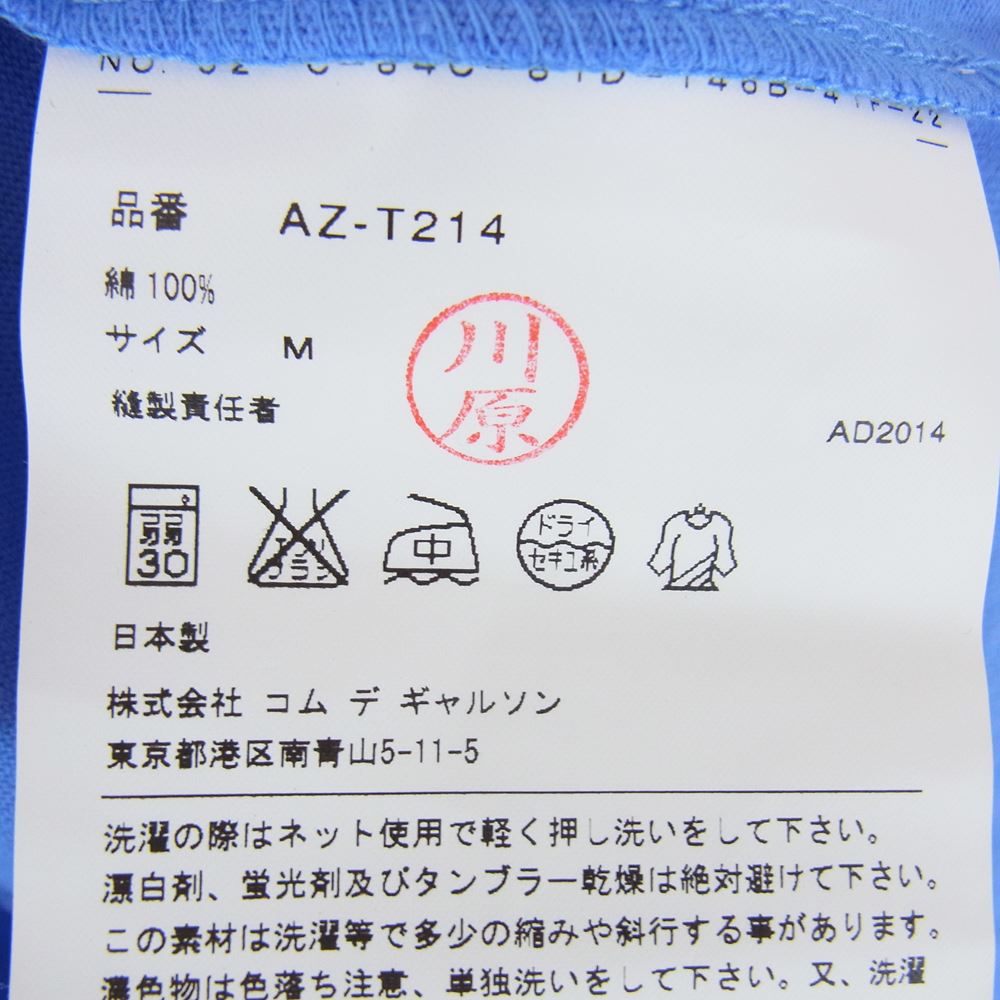 品番 AZ-T214
綿 100%
サイズ M
川原
縫製責任者
AD2014
弱
30
エンソ
中
ドライ
セキユ系
日本製
株式会社 コム デ ギャルソン
東京都港区南青山5-11-5
洗濯の際はネット使用で軽く押し洗いをして下さい。
漂白剤、蛍光剤及びタンブラー乾燥は絶対避けて下さい。
この素材は洗濯等で多少の縮みや斜行する事があります。
濃色物は色落ち注意、単独洗いをして下さい。又、洗濯